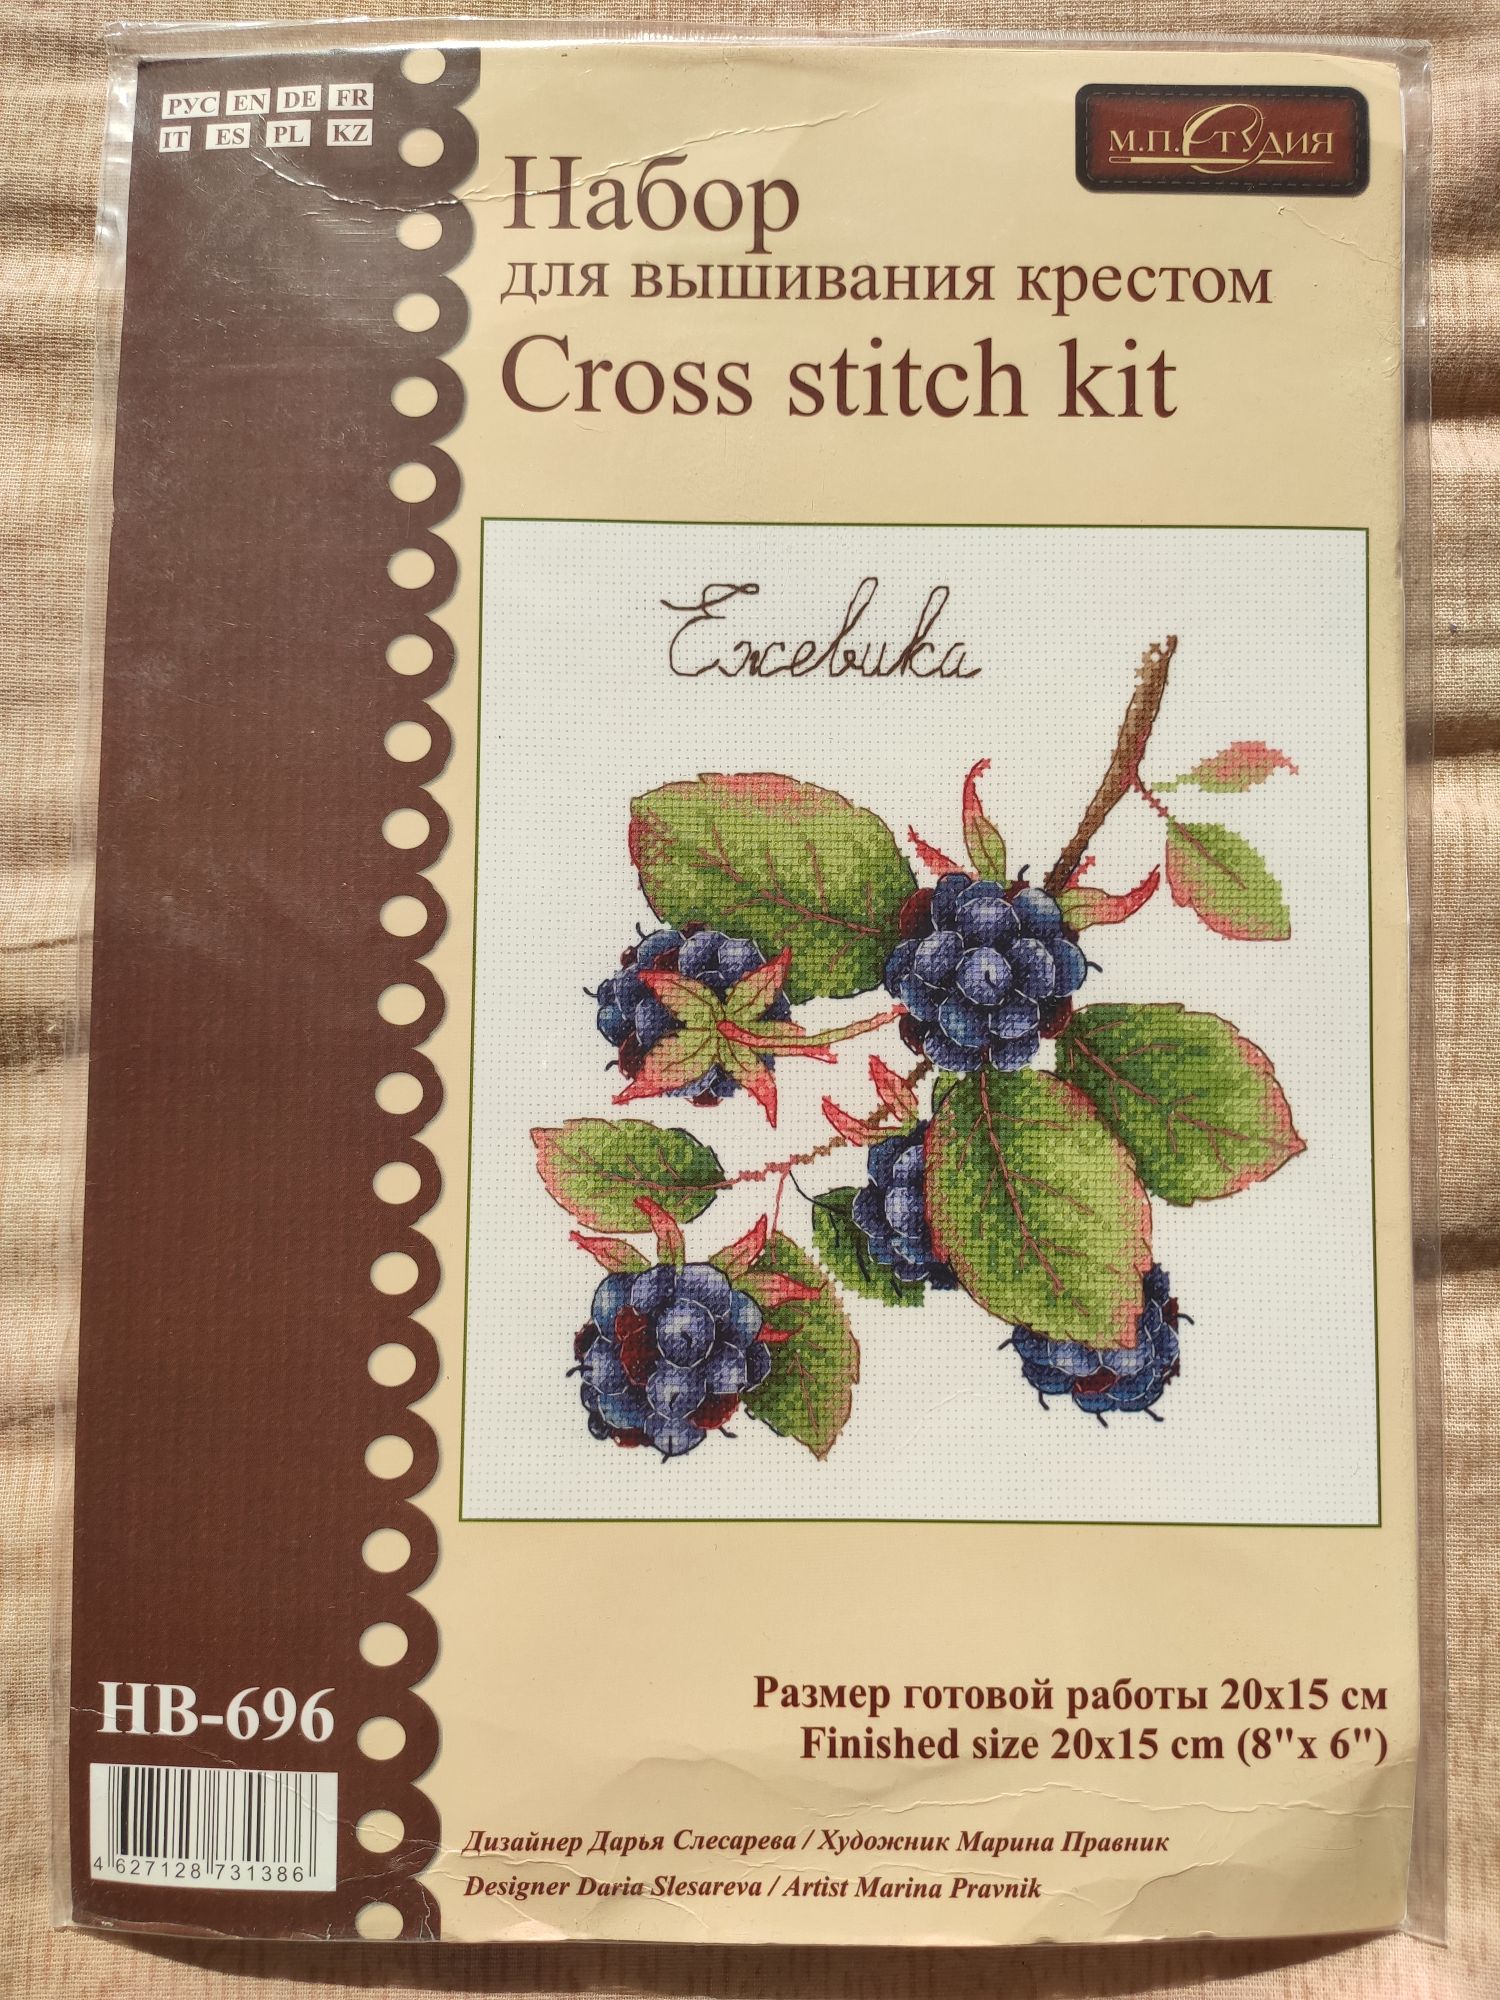 РУС EN DE FR
IT ES PL KZ
М.П.СТУДИЯ
Набор
для вышивания крестом
Cross stitch kit
Ежевика
НВ-696
4 627128 731386
Размер готовой работы 20х15 см
Finished size 20x15 cm (8"x 6")
Дизайнер Дарья Слесарева / Художник Марина Правник
Designer Daria Slesareva / Artist Marina Pravnik